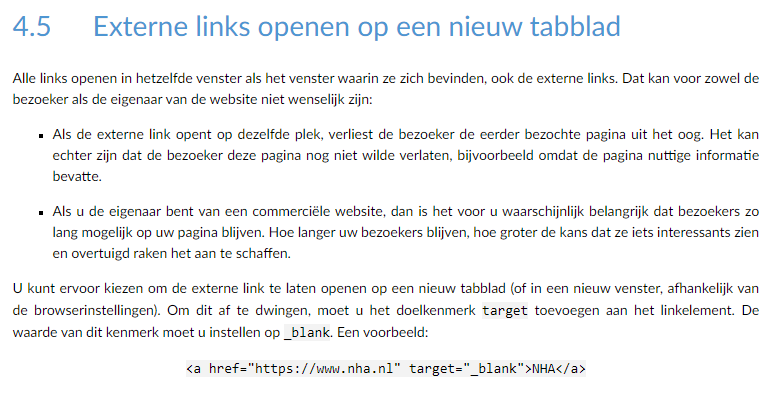 4.5 Externe links openen op een nieuw tabblad
Alle links openen in hetzelfde venster als het venster waarin ze zich bevinden, ook de externe links. Dat kan voor zowel de
bezoeker als de eigenaar van de website niet wenselijk zijn:
▪ Als de externe link opent op dezelfde plek, verliest de bezoeker de eerder bezochte pagina uit het oog. Het kan
echter zijn dat de bezoeker deze pagina nog niet wilde verlaten, bijvoorbeeld omdat de pagina nuttige informatie
bevatte.
▪ Als u de eigenaar bent van een commerciële website, dan is het voor u waarschijnlijk belangrijk dat bezoekers zo
lang mogelijk op uw pagina blijven. Hoe langer uw bezoekers blijven, hoe groter de kans dat ze iets interessants zien
en overtuigd raken het aan te schaffen.
U kunt ervoor kiezen om de externe link te laten openen op een nieuw tabblad (of in een nieuw venster, afhankelijk van
de browserinstellingen). Om dit af te dwingen, moet u het doelkenmerk target toevoegen aan het linkelement. De
waarde van dit kenmerk moet u instellen op _blank. Een voorbeeld:
<a href="https://www.nha.nl" target="_blank">NHA</a>